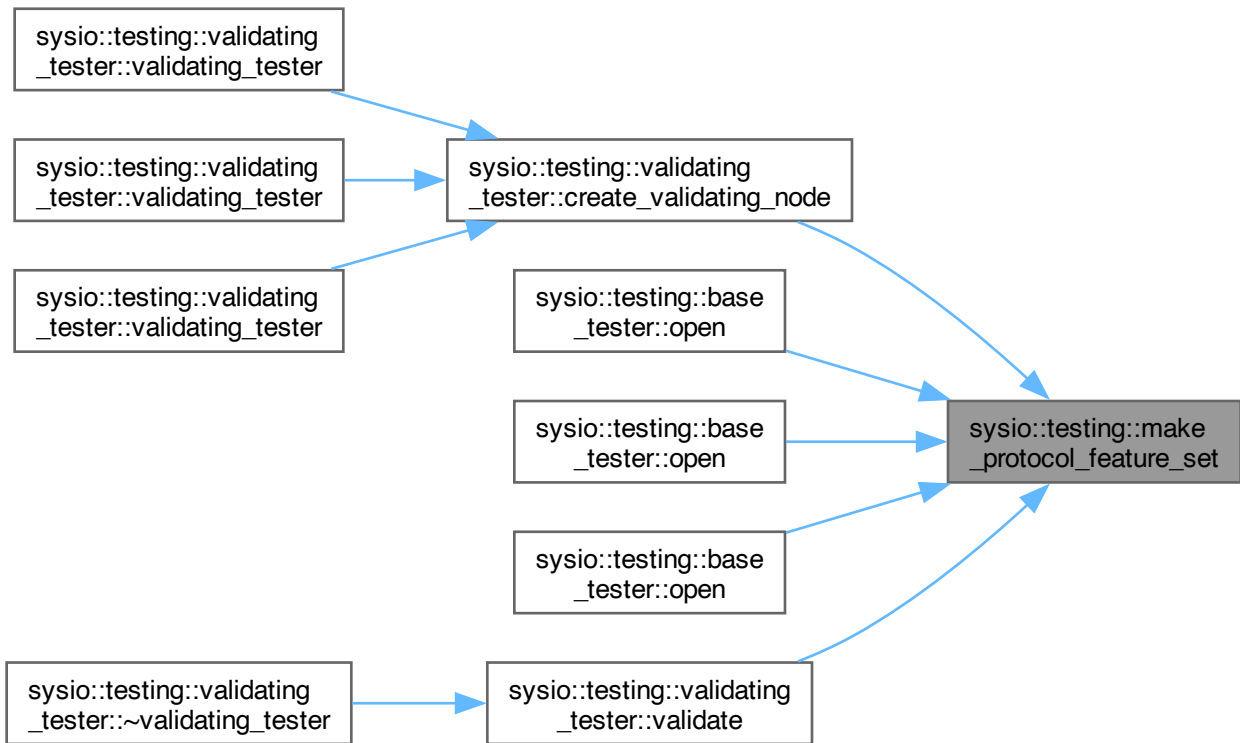 sysio::testing::validating
_tester::validating_tester
sysio::testing::validating
_tester::validating_tester
sysio::testing::validating
_tester::validating_tester
sysio::testing::validating
_tester::create_validating_node
sysio::testing::base
_tester::open
sysio::testing::base
_tester::open
sysio::testing::base
_tester::open
sysio::testing::make
_protocol_feature_set
sysio::testing::validating
_tester::~validating_tester
sysio::testing::validating
_tester::validate